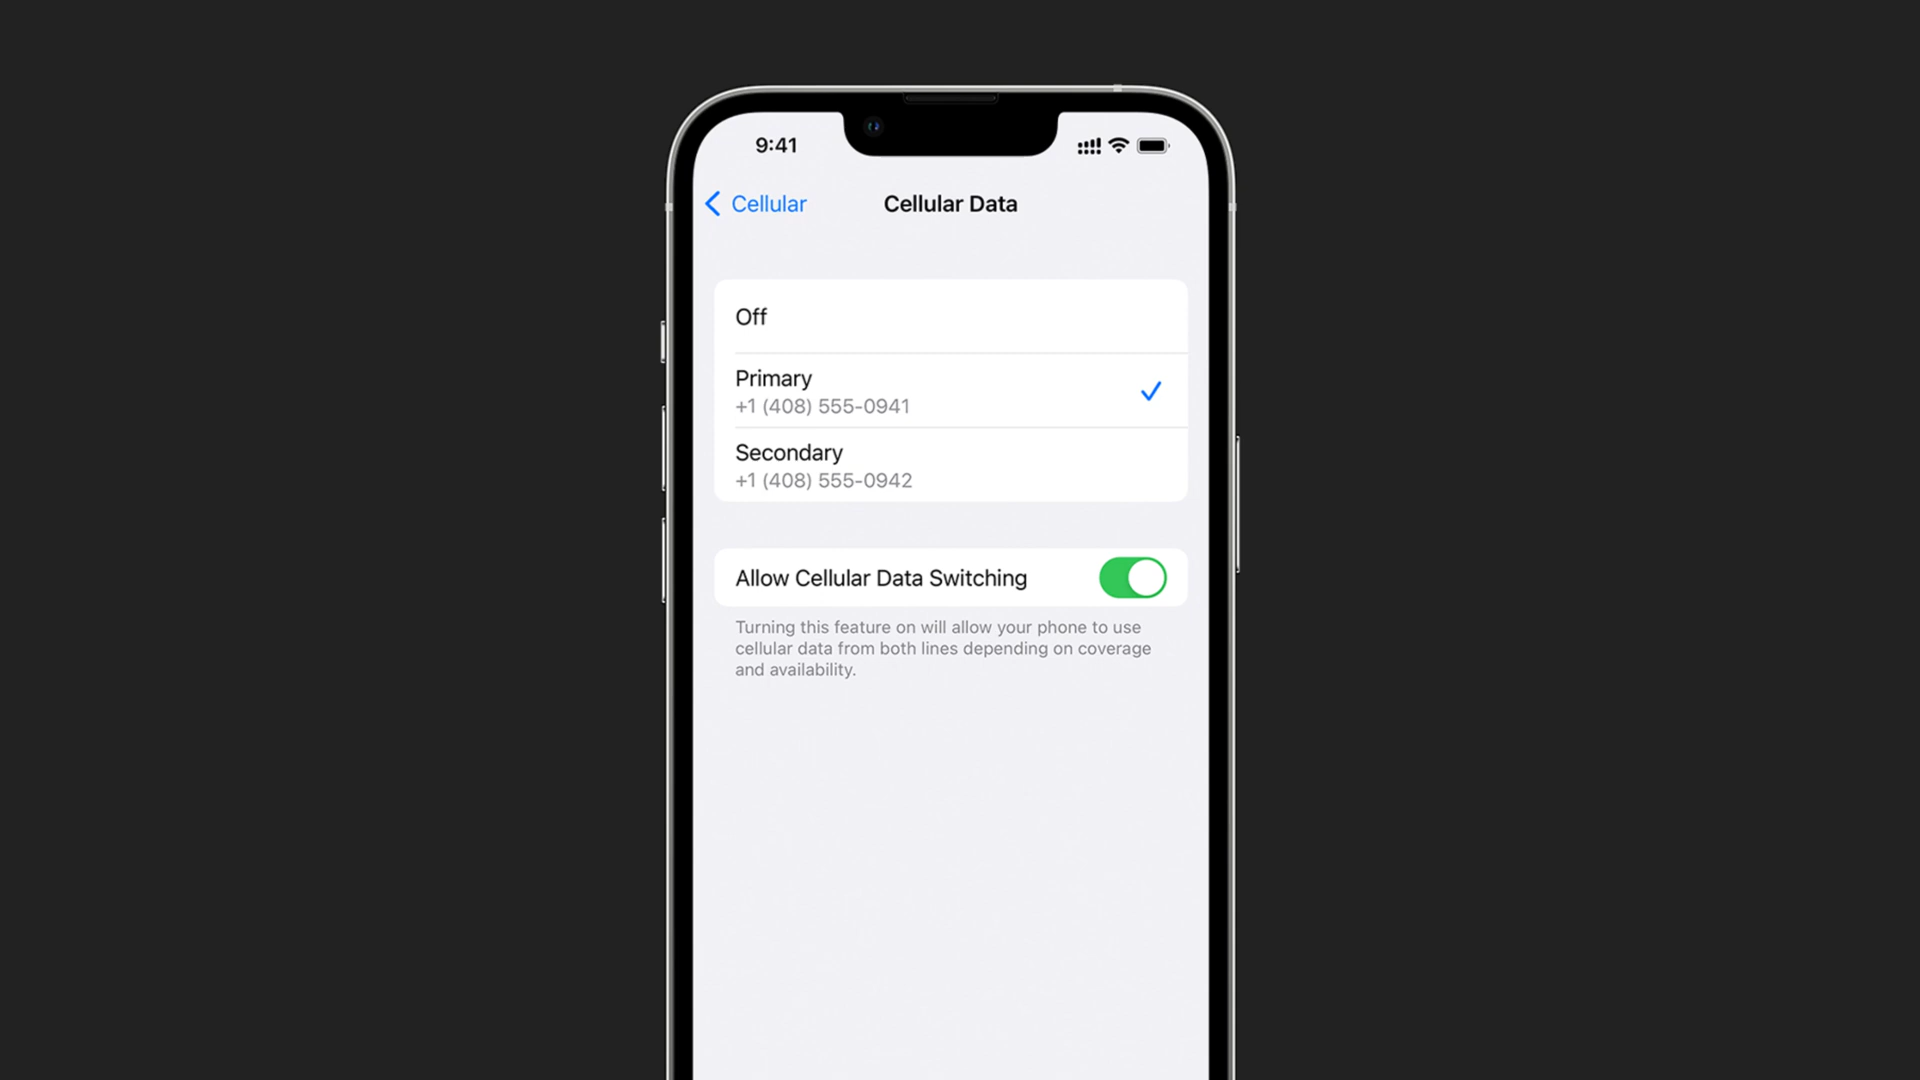 9:41
Cellular
Cellular Data
Off
Primary
+1 (408) 555-0941
Secondary
+1 (408) 555-0942
Allow Cellular Data Switching
Turning this feature on will allow your phone to use
cellular data from both lines depending on coverage
and availability.